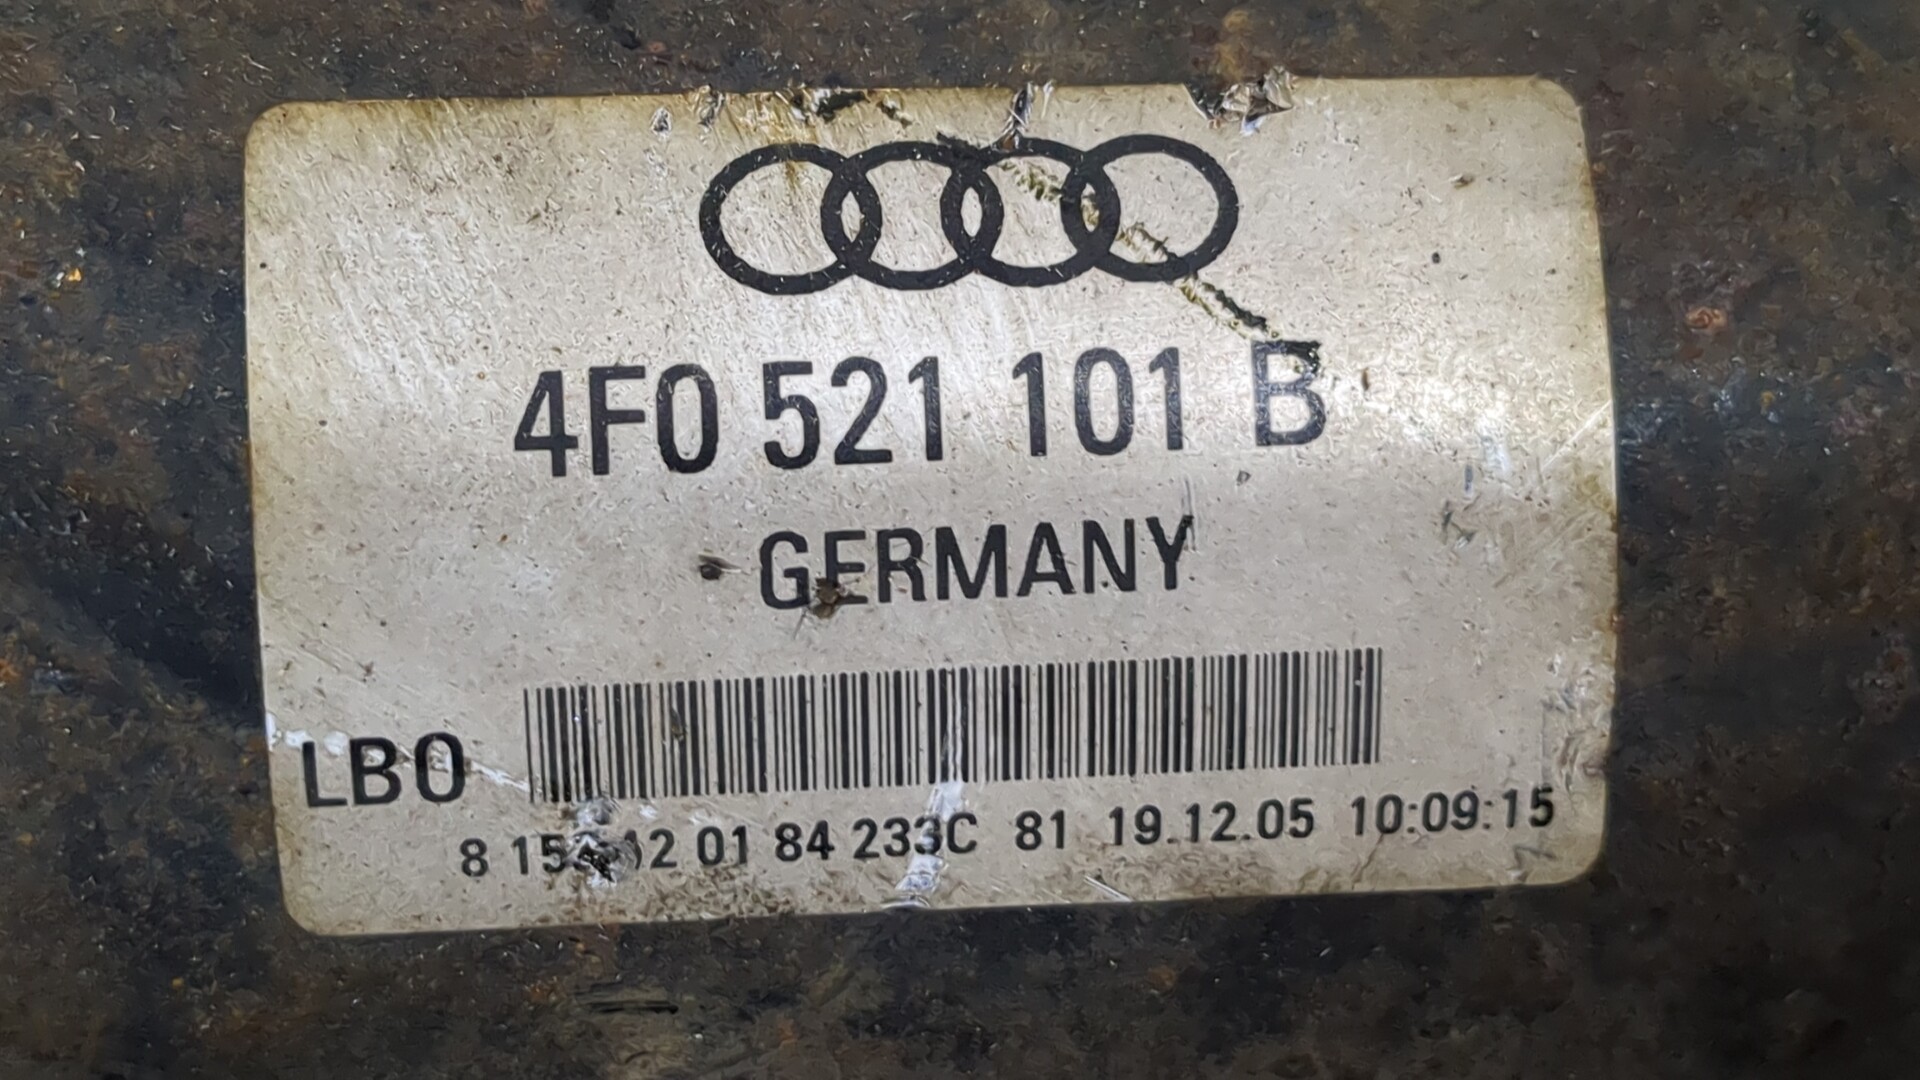 4F0 521 101 B
GERMANY
LBO
8 01 84 233C 81 19.12.05 10:09:15